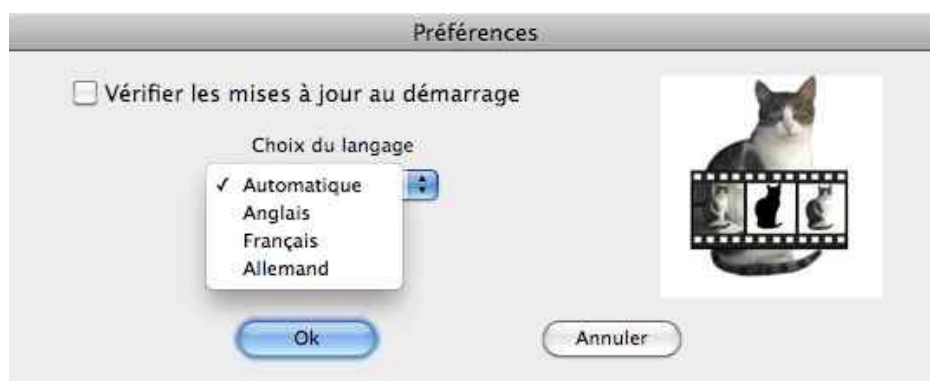 Préférences
Vérifier les mises à jour au démarrage
Choix du langage
✓ Automatique
Anglais
Français
Allemand
Ok
Annuler